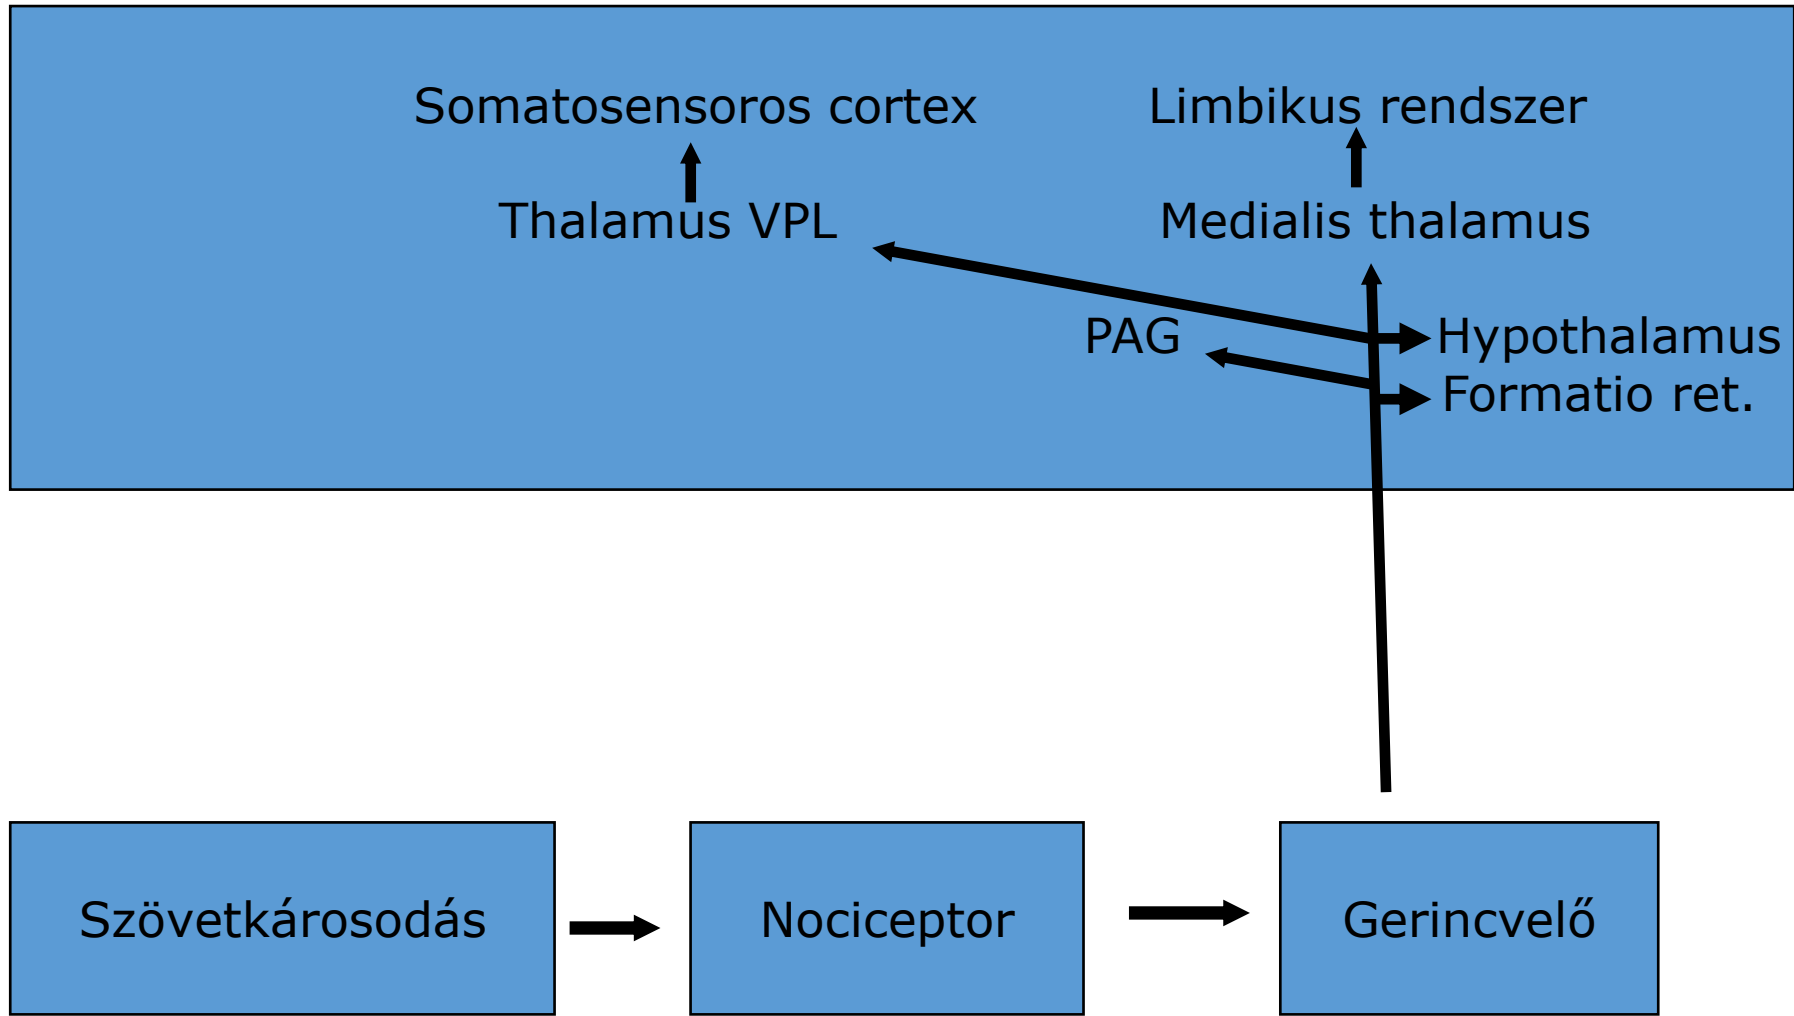 Somatosensoros cortex
Limbikus rendszer
Thalamus VPL
Medialis thalamus
PAG
Hypothalamus
Formatio ret.
Szövetkárosodás
Nociceptor
Gerincvelő